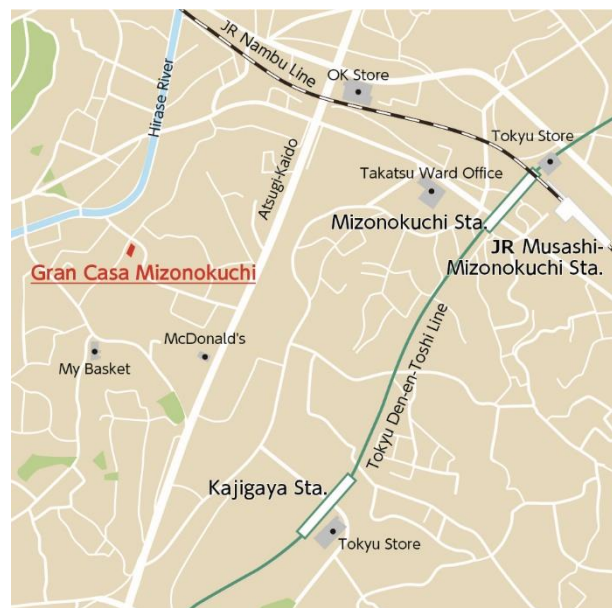 JR Nambu Line
OK Store
Hirase River
Tokyu Store
Atsugi-Kaido
Takatsu Ward Office
Mizonokuchi Sta.
JR Musashi-
Mizonokuchi Sta.
Gran Casa Mizonokuchi
McDonald's
My Basket
Tokyu Den-en-Toshi Line
Kajigaya Sta.
Tokyu Store